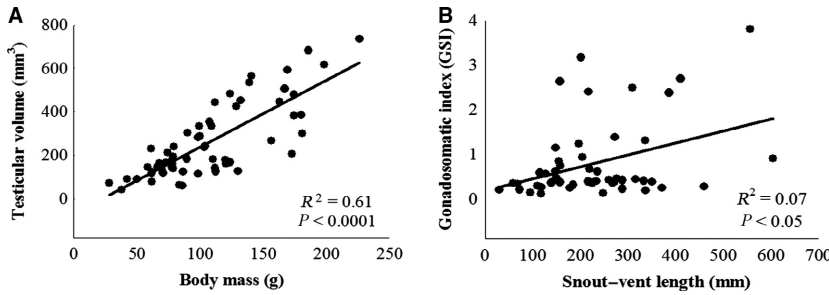 A
Testicular volume (mm³)
800
600
400
200
0
R² = 0.61
P < 0.0001
0
50
100
150
200
250
Body mass (g)
B
Gonadosomatic index (GSI)
4
3
2
1
0
R² = 0.07
P < 0.05
0
100
200
300
400
500
600
700
Snout–vent length (mm)